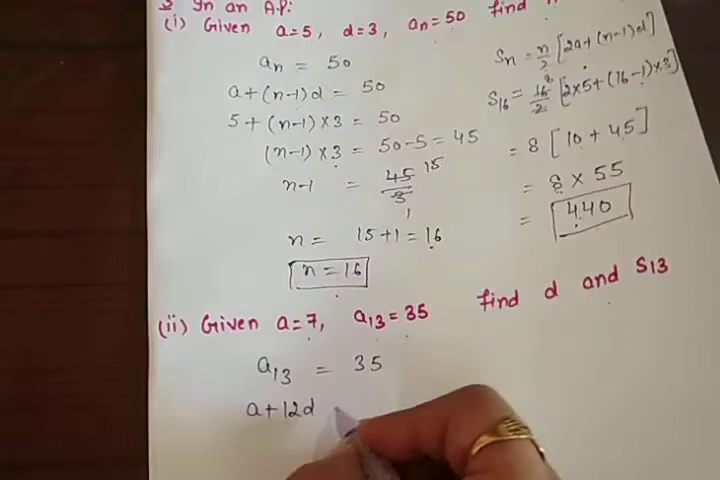 3 In an A.P:
(i) Given a=5, d=3, an=50 find
an = 50
a+(n-1)d = 50
5+(n-1)×3 = 50
(n-1)×3 = 50-5 = 45
n-1 = 45/3 15 1
n = 15+1 = 16
n=16
Sn = n/2 [2a+(n-1)d]
S16 = 16/2 8 [2×5+(16-1)×3]
= 8 [10+45]
= 8 × 55
= 440
(ii) Given a=7, a13=35 find d and S13
a13 = 35
a+12d